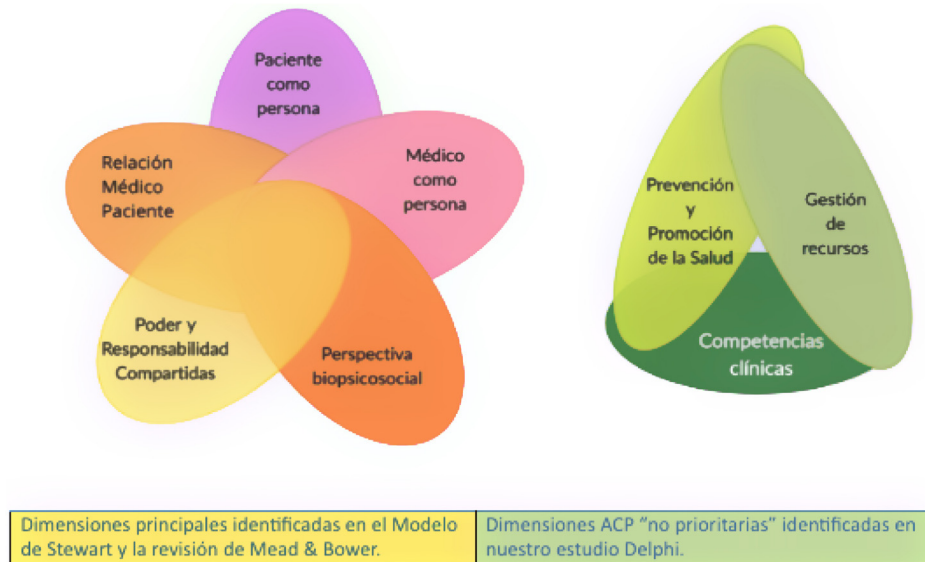 Paciente
como
persona
Relación
Médico
Paciente
Médico
como
persona
Poder y
Responsabilidad
Compartidas
Perspectiva
biopsicosocial
Prevención
y
Promoción
de la Salud
Gestión
de
recursos
Competencias
clínicas
Dimensiones principales identificadas en el Modelo
de Stewart y la revisión de Mead & Bower.
Dimensiones ACP "no prioritarias" identificadas en
nuestro estudio Delphi.